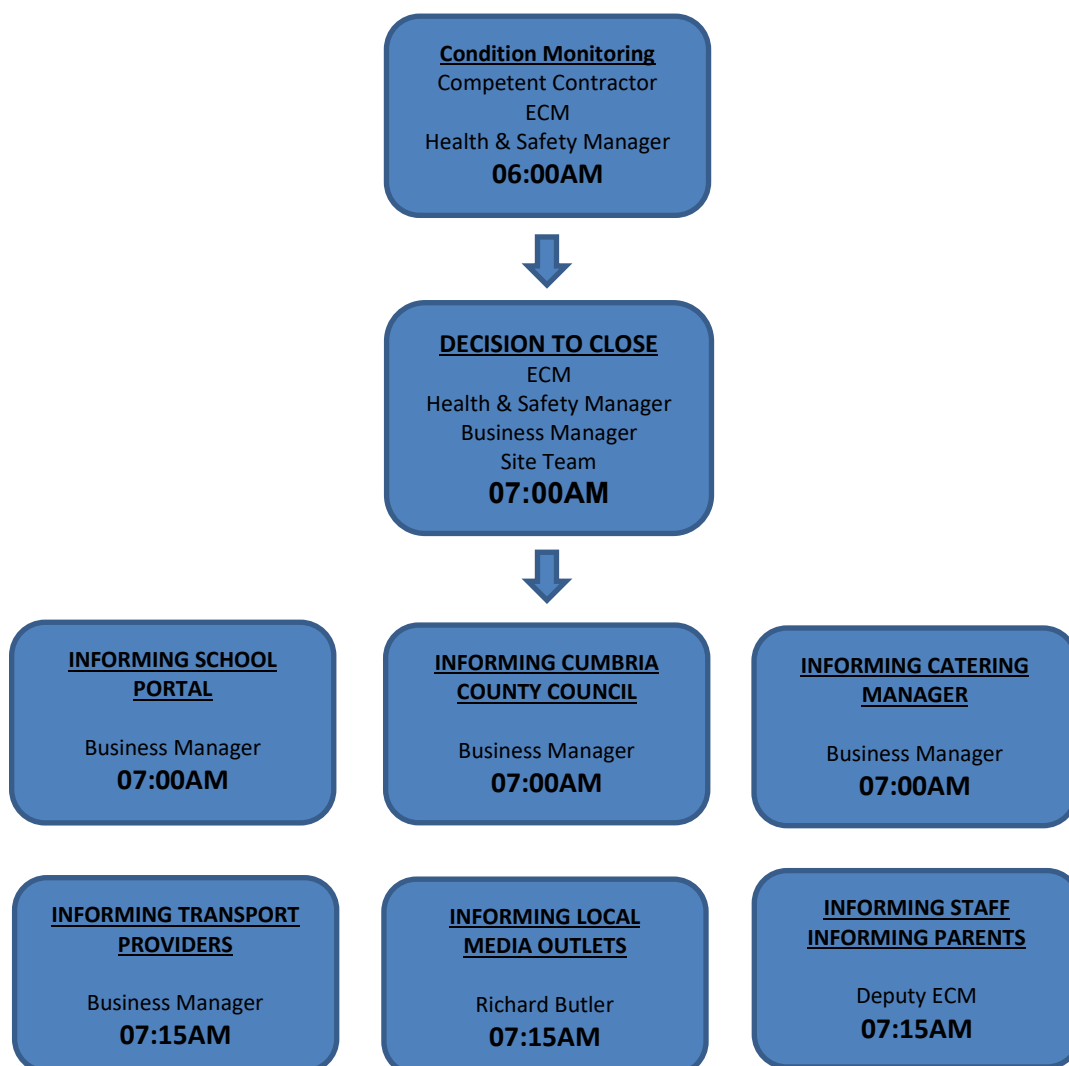 Condition Monitoring
Competent Contractor
ECM
Health & Safety Manager
06:00AM
DECISION TO CLOSE
ECM
Health & Safety Manager
Business Manager
Site Team
07:00AM
INFORMING SCHOOL
PORTAL
Business Manager
07:00AM
INFORMING CUMBRIA
COUNTY COUNCIL
Business Manager
07:00AM
INFORMING CATERING
MANAGER
Business Manager
07:00AM
INFORMING TRANSPORT
PROVIDERS
Business Manager
07:15AM
INFORMING LOCAL
MEDIA OUTLETS
Richard Butler
07:15AM
INFORMING STAFF
INFORMING PARENTS
Deputy ECM
07:15AM